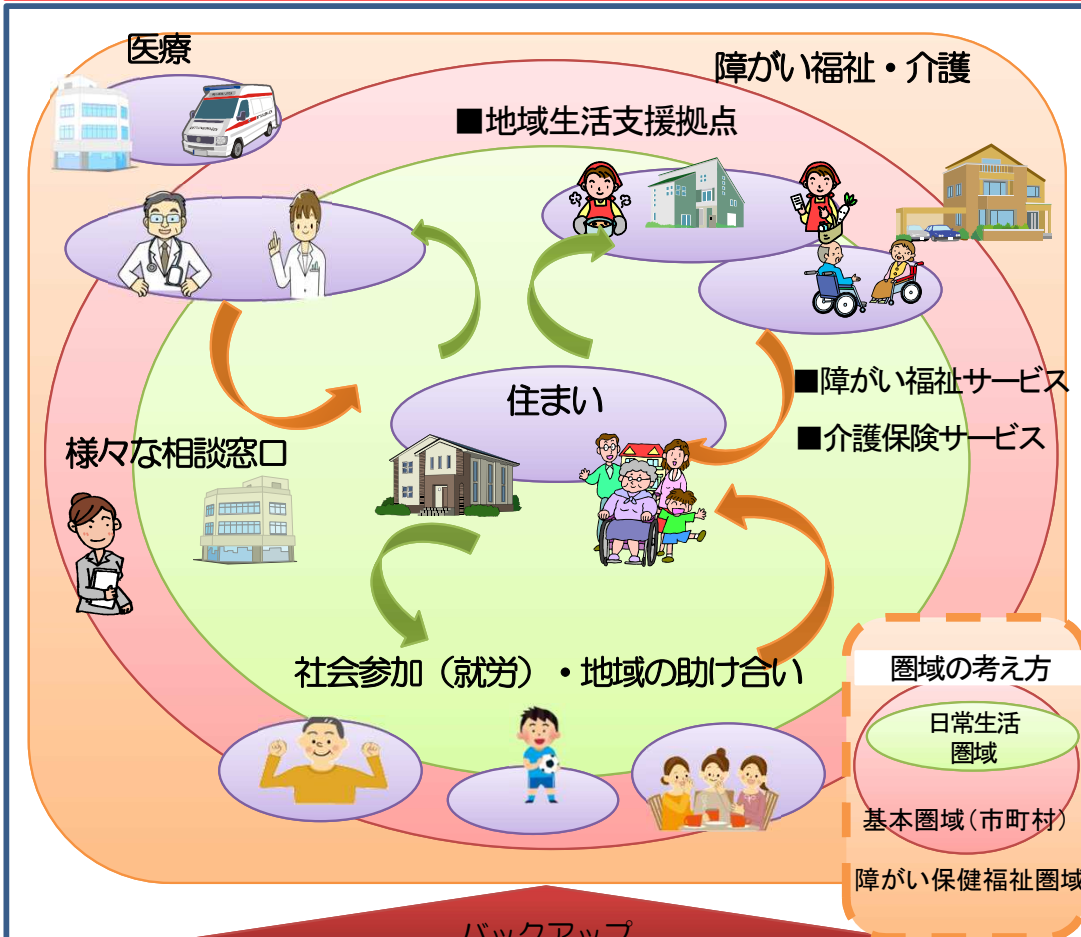 医療
障がい福祉・介護
■地域生活支援拠点
住まい
■障がい福祉サービス
■介護保険サービス
様々な相談窓口
社会参加（就労）・地域の助け合い
圏域の考え方
日常生活
圏域
基本圏域（市町村）
障がい保健福祉圏域
バックアップ